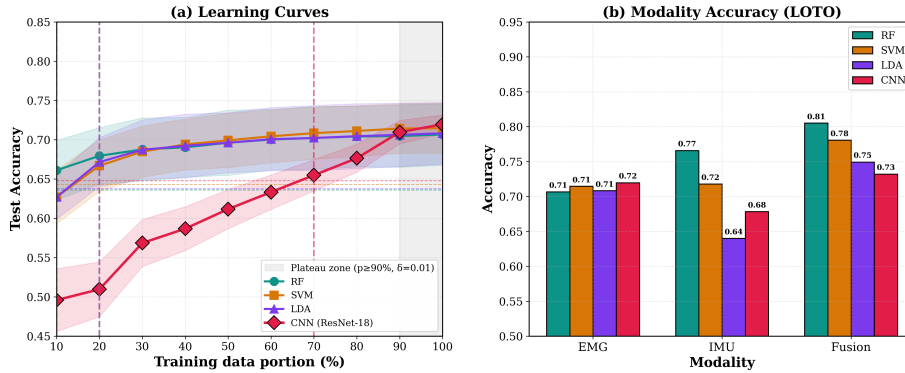 (a) Learning Curves
0.85
0.80
0.75
0.70
0.65
0.60
0.55
0.50
0.45
Test Accuracy
10 20 30 40 50 60 70 80 90 100
Training data portion (%)
Plateau zone (p≥90%, δ=0.01)
RF
SVM
LDA
CNN (ResNet-18)
(b) Modality Accuracy (LOTO)
0.95
0.90
0.85
0.80
0.75
0.70
0.65
0.60
0.55
0.50
Accuracy
RF
SVM
LDA
CNN
0.71 0.71 0.71 0.72
0.77 0.72 0.64 0.68
0.81 0.78 0.75 0.73
EMG IMU Fusion
Modality